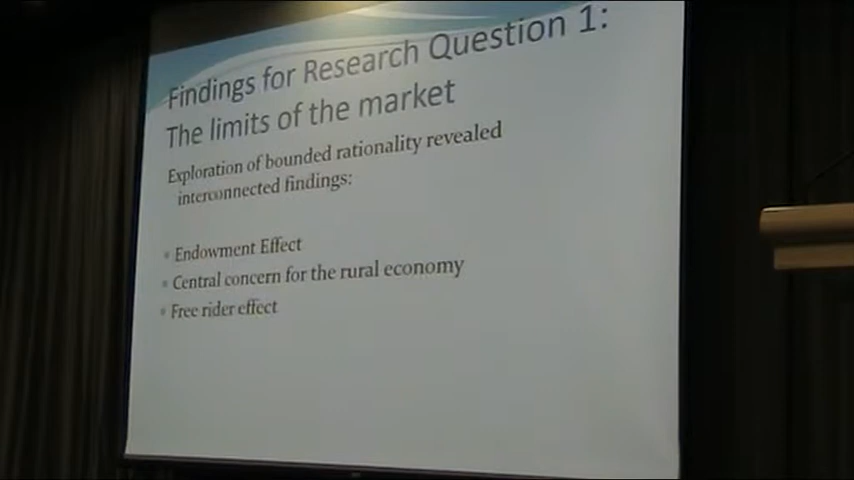 Findings for Research Question 1:
The limits of the market
Exploration of bounded rationality revealed
interconnected findings:
Endowment Effect
Central concern for the rural economy
Free rider effect